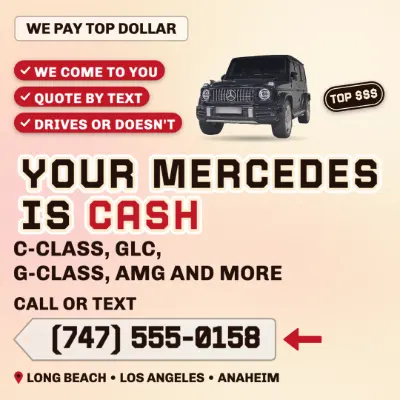 WE PAY TOP DOLLAR
✓ WE COME TO YOU
✓ QUOTE BY TEXT
✓ DRIVES OR DOESN'T
TOP $$$
YOUR MERCEDES
IS CASH
C-CLASS, GLC,
G-CLASS, AMG AND MORE
CALL OR TEXT
(747) 555-0158
LONG BEACH • LOS ANGELES • ANAHEIM